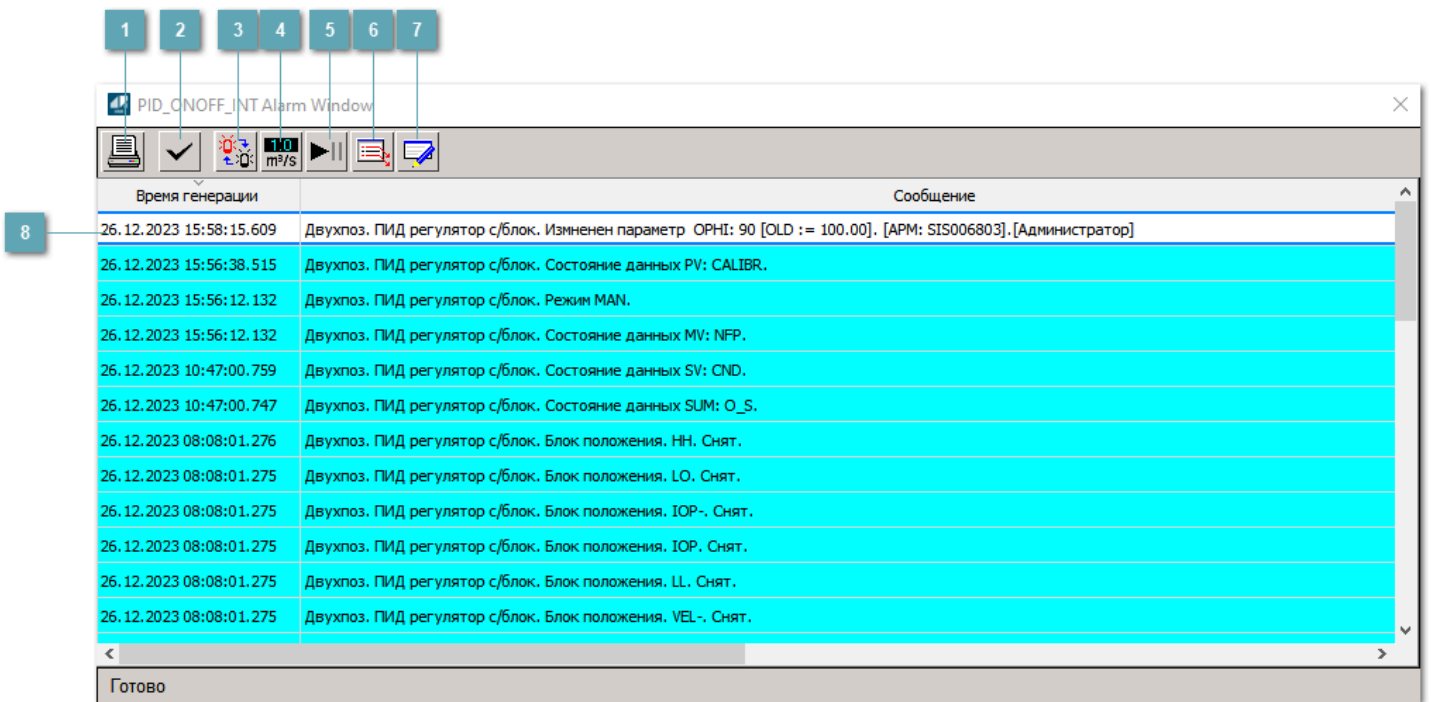 1 2 3 4 5 6 7
PID_ONOFF_INT Alarm Window
1'0
m³/s
Время генерации Сообщение
8
26.12.2023 15:58:15.609 Двухпоз. ПИД регулятор с/блок. Измненен параметр OPHI: 90 [OLD := 100.00]. [АРМ: SIS006803].[Администратор]
26.12.2023 15:56:38.515 Двухпоз. ПИД регулятор с/блок. Состояние данных PV: CALIBR.
26.12.2023 15:56:12.132 Двухпоз. ПИД регулятор с/блок. Режим MAN.
26.12.2023 15:56:12.132 Двухпоз. ПИД регулятор с/блок. Состояние данных MV: NFP.
26.12.2023 10:47:00.759 Двухпоз. ПИД регулятор с/блок. Состояние данных SV: CND.
26.12.2023 10:47:00.747 Двухпоз. ПИД регулятор с/блок. Состояние данных SUM: O_S.
26.12.2023 08:08:01.276 Двухпоз. ПИД регулятор с/блок. Блок положения. HH. Снят.
26.12.2023 08:08:01.275 Двухпоз. ПИД регулятор с/блок. Блок положения. LO. Снят.
26.12.2023 08:08:01.275 Двухпоз. ПИД регулятор с/блок. Блок положения. IOP-. Снят.
26.12.2023 08:08:01.275 Двухпоз. ПИД регулятор с/блок. Блок положения. IOP. Снят.
26.12.2023 08:08:01.275 Двухпоз. ПИД регулятор с/блок. Блок положения. LL. Снят.
26.12.2023 08:08:01.275 Двухпоз. ПИД регулятор с/блок. Блок положения. VEL-. Снят.
Готово